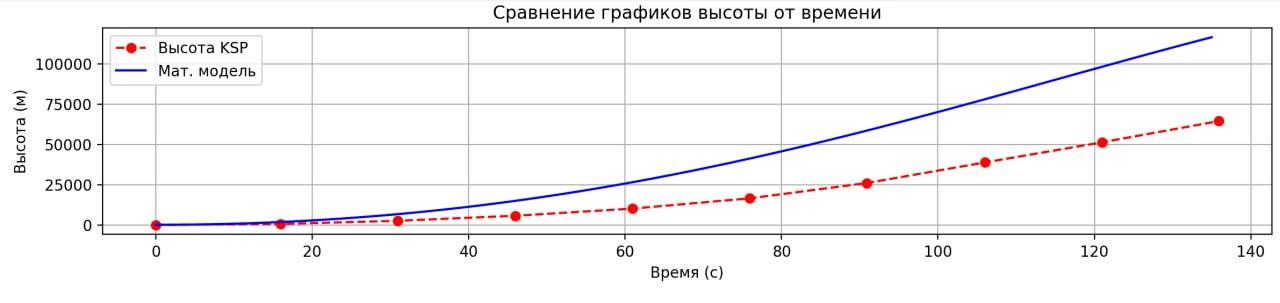 Сравнение графиков высоты от времени
Высота KSP
Мат. модель
100000
75000
50000
25000
0
Высота (м)
0 20 40 60 80 100 120 140
Время (с)